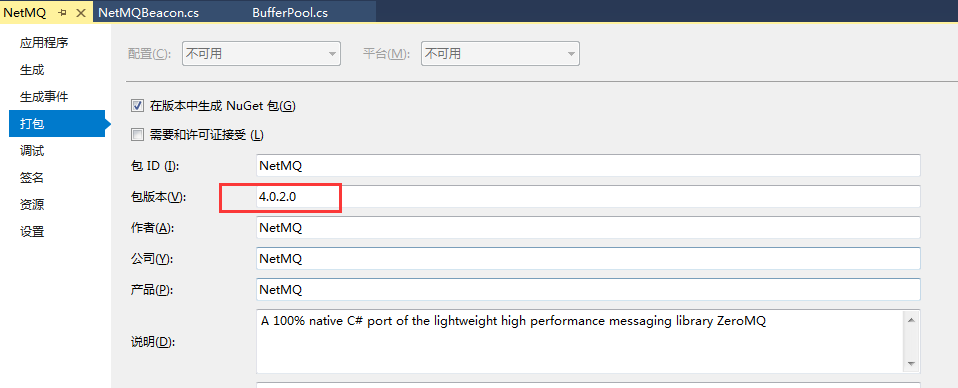 NetMQ NetMQBeacon.cs BufferPool.cs
应用程序
生成
生成事件
打包
调试
签名
资源
设置
配置(C): 不可用 平台(M): 不可用
在版本中生成 NuGet 包(G)
需要和许可证接受 (L)
包 ID (I): NetMQ
包版本(V): 4.0.2.0
作者(A): NetMQ
公司(Y): NetMQ
产品(P): NetMQ
说明(D): A 100% native C# port of the lightweight high performance messaging library ZeroMQ